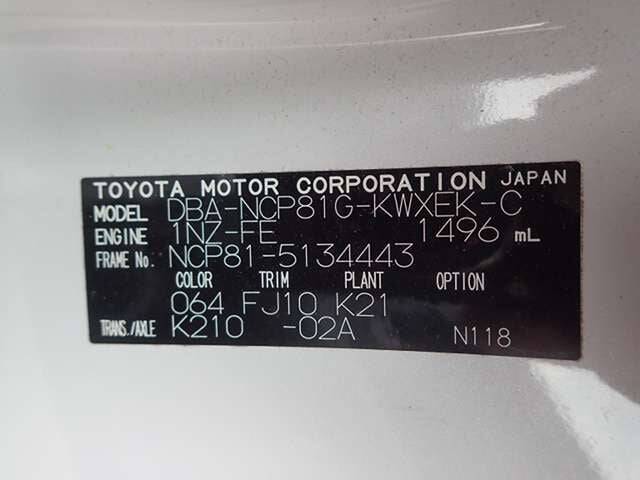 TOYOTA MOTOR CORPORATION JAPAN
MODEL DBA-NCP81G-KWXEK-C
ENGINE 1NZ-FE 1496 mL
FRAME No. NCP81-5134443
COLOR TRIM PLANT OPTION
064 FJ10 K21
TRANS./AXLE K210 -02A N118